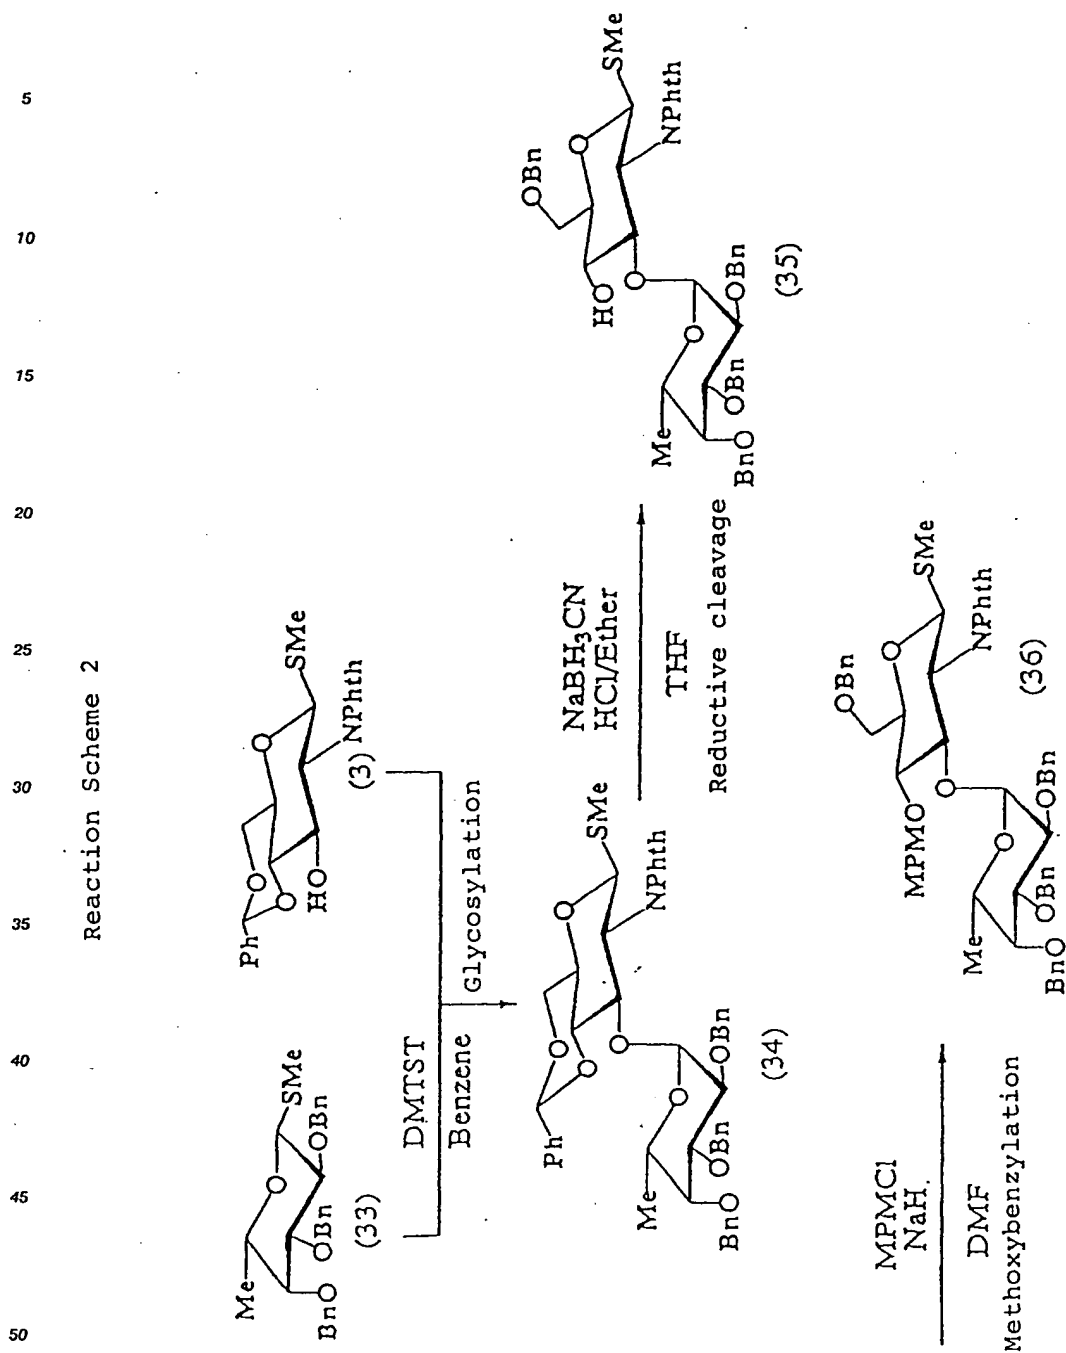 Reaction Scheme 2
Me
SMe
OBn
OBn
BnO
(33)
Ph
O
O
O
HO
SMe
NPhth
(3)
DMTST
Benzene
Glycosylation
Ph
O
O
O
SMe
NPhth
O
O
Me
OBn
OBn
BnO
(34)
NaBH3CN
HCl/Ether
THF
Reductive cleavage
OBn
O
SMe
NPhth
HO
O
O
Me
OBn
OBn
BnO
(35)
MPMCl
NaH
DMF
Methoxybenzylation
OBn
O
SMe
NPhth
MPMO
O
O
Me
OBn
OBn
BnO
(36)
5
10
15
20
25
30
35
40
45
50